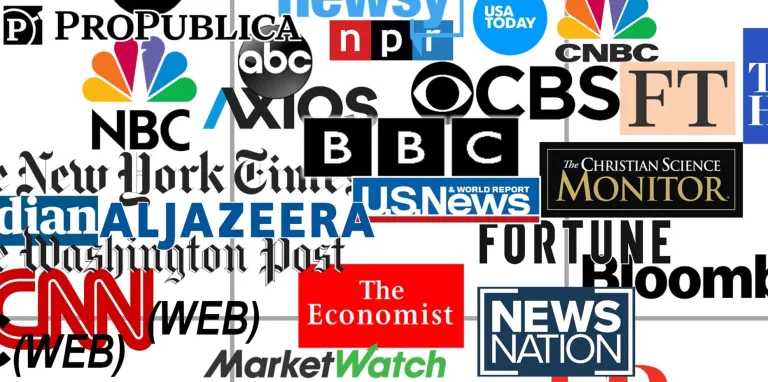 PROPUBLICA
newsy
USA
TODAY
npr
abc
CNBC
NBC
AXIOS
CBS
FT
BBC
The CHRISTIAN SCIENCE
MONITOR
New York Times
& WORLD REPORT
U.S.News
dian
ALJAZEERA
Washington Post
FORTUNE
Bloomb
CNN
(WEB)
(WEB)
The
Economist
NEWS
NATION
MarketWatch